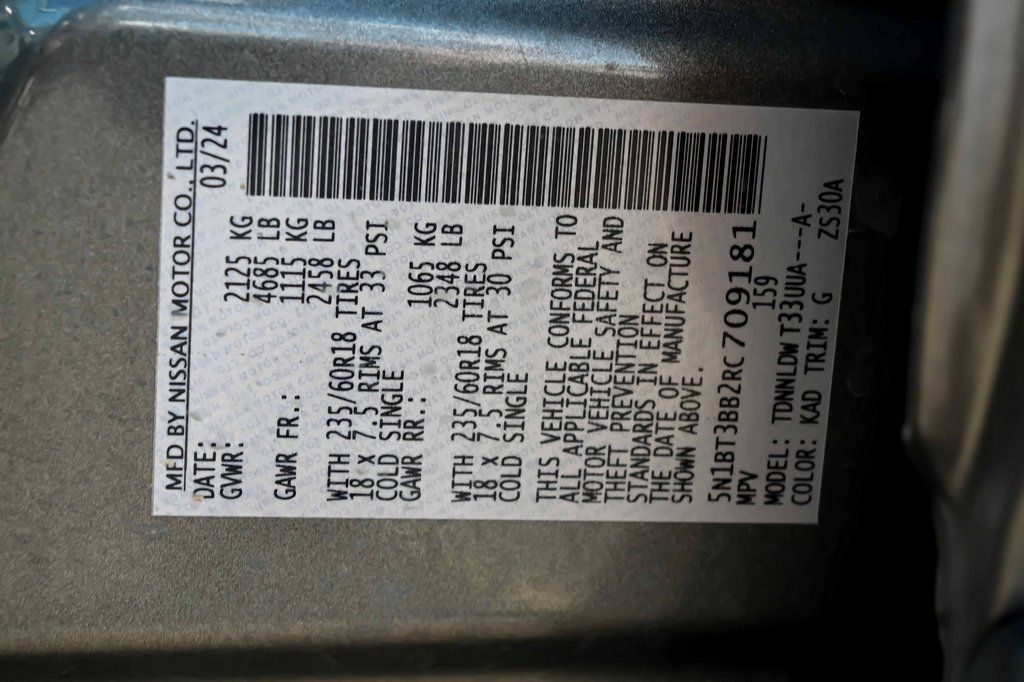 MFD BY NISSAN MOTOR CO., LTD.
DATE: 03/24
GVWR: 2125 KG
4685 LB
GAWR FR.: 1115 KG
2458 LB
WITH 235/60R18 TIRES
18 X 7.5 RIMS AT 33 PSI
COLD SINGLE
GAWR RR.: 1065 KG
2348 LB
WITH 235/60R18 TIRES
18 X 7.5 RIMS AT 30 PSI
COLD SINGLE
THIS VEHICLE CONFORMS TO
ALL APPLICABLE FEDERAL
MOTOR VEHICLE SAFETY AND
THEFT PREVENTION
STANDARDS IN EFFECT ON
THE DATE OF MANUFACTURE
SHOWN ABOVE.
5N1BT3BB2RC709181
MPV 159
MODEL: TDNNLDWT33UUA----A-
COLOR: KAD TRIM: G ZS30A